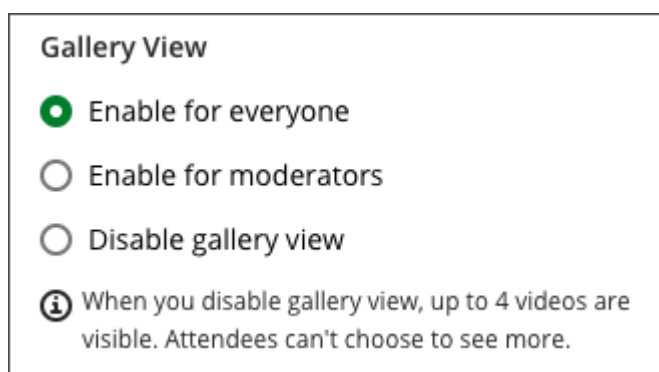 Gallery View
Enable for everyone
Enable for moderators
Disable gallery view
When you disable gallery view, up to 4 videos are
visible. Attendees can't choose to see more.